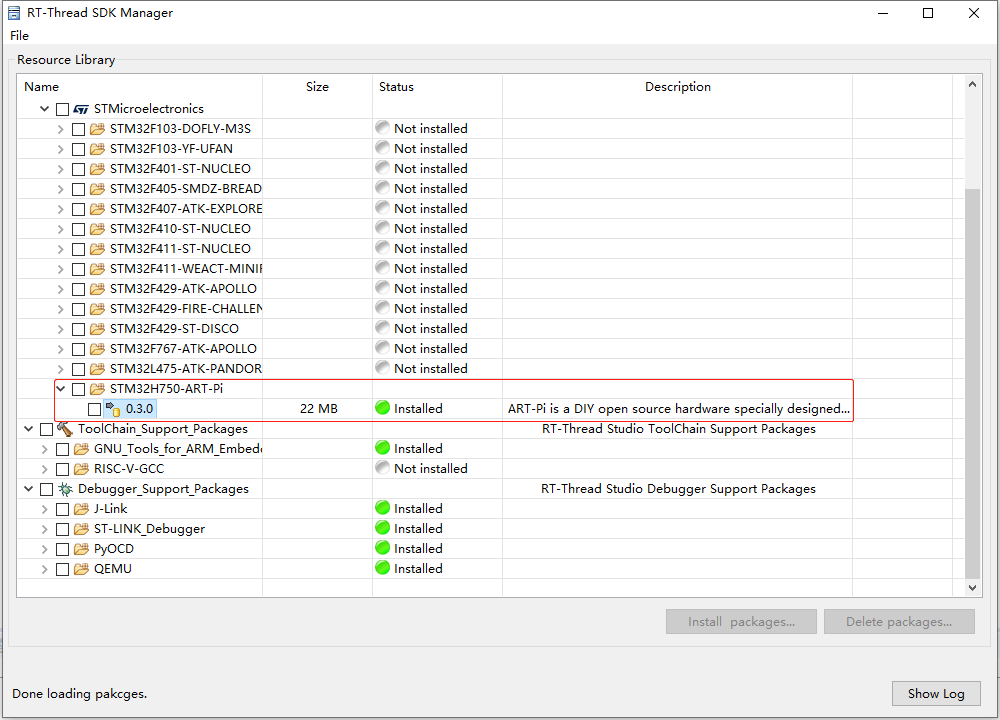 RT-Thread SDK Manager
File
Resource Library
Name Size Status Description
STMicroelectronics
STM32F103-DOFLY-M3S Not installed
STM32F103-YF-UFAN Not installed
STM32F401-ST-NUCLEO Not installed
STM32F405-SMDZ-BREAD Not installed
STM32F407-ATK-EXPLORE Not installed
STM32F410-ST-NUCLEO Not installed
STM32F411-ST-NUCLEO Not installed
STM32F411-WEACT-MINIF Not installed
STM32F429-ATK-APOLLO Not installed
STM32F429-FIRE-CHALLEN Not installed
STM32F429-ST-DISCO Not installed
STM32F767-ATK-APOLLO Not installed
STM32L475-ATK-PANDOR Not installed
STM32H750-ART-Pi
0.3.0 22 MB Installed ART-Pi is a DIY open source hardware specially designed...
ToolChain_Support_Packages RT-Thread Studio ToolChain Support Packages
GNU_Tools_for_ARM_Embedd Installed
RISC-V-GCC Not installed
Debugger_Support_Packages RT-Thread Studio Debugger Support Packages
J-Link Installed
ST-LINK_Debugger Installed
PyOCD Installed
QEMU Installed
Install packages... Delete packages...
Done loading pakcges. Show Log